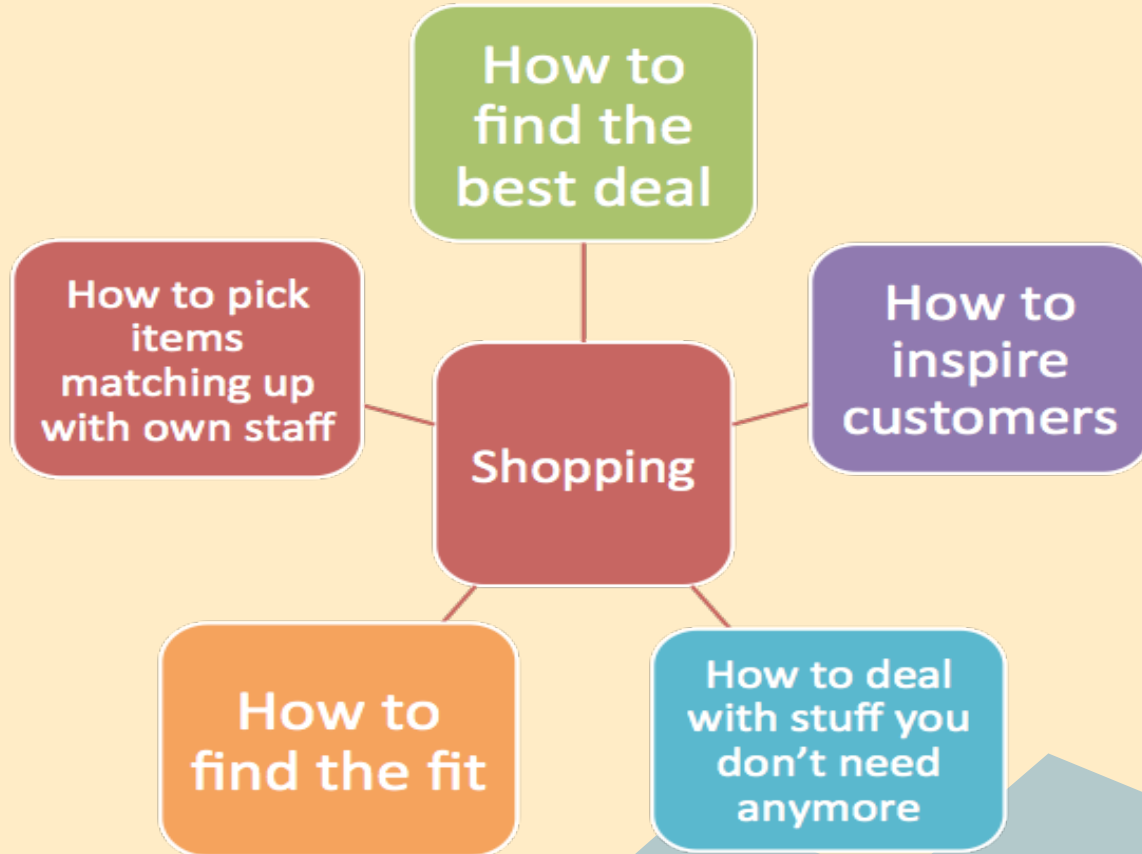 How to
find the
best deal
How to pick
items
matching up
with own staff
How to
inspire
customers
Shopping
How to
find the fit
How to deal
with stuff you
don't need
anymore